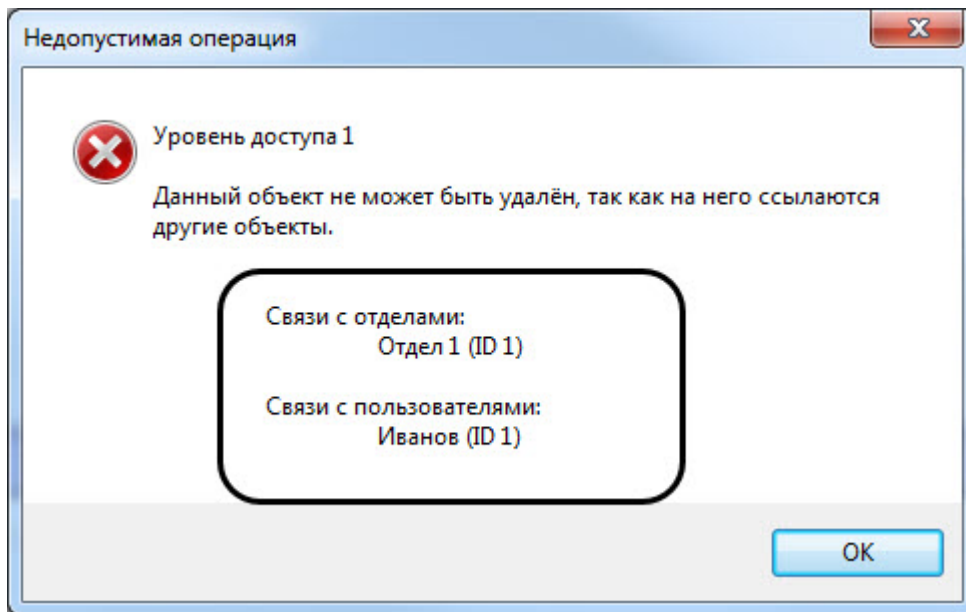 Недопустимая операция
Уровень доступа 1
Данный объект не может быть удалён, так как на него ссылаются
другие объекты.
Связи с отделами:
Отдел 1 (ID 1)
Связи с пользователями:
Иванов (ID 1)
OK